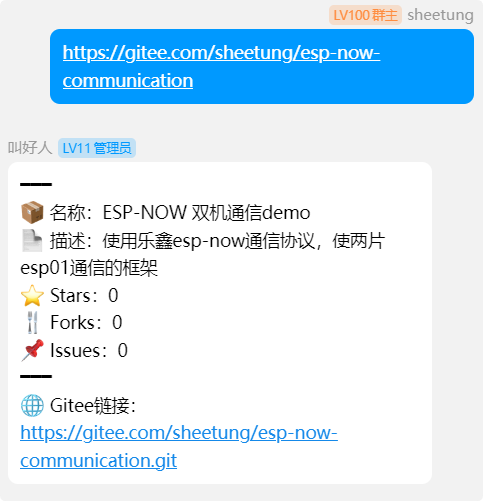 LV100 群主 sheetung
https://gitee.com/sheetung/esp-now-
communication
叫好人 LV11 管理员
━━━
📦 名称：ESP-NOW 双机通信demo
📄 描述：使用乐鑫esp-now通信协议，使两片
esp01通信的框架
⭐ Stars：0
🍴 Forks：0
📌 Issues：0
━━━
🌐 Gitee链接：
https://gitee.com/sheetung/esp-now-
communication.git